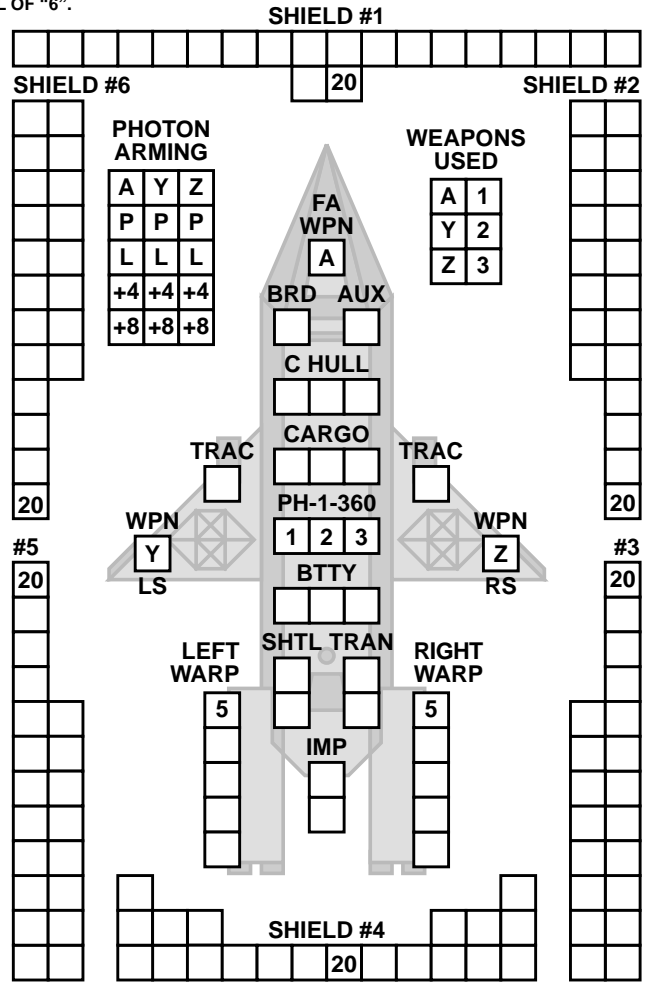 L OF “6”.
SHIELD #1
20
SHIELD #6
SHIELD #2
PHOTON
ARMING
A Y Z
P P P
L L L
+4 +4 +4
+8 +8 +8
WEAPONS
USED
A 1
Y 2
Z 3
FA
WPN
A
BRD AUX
C HULL
CARGO
TRAC TRAC
20
20
PH-1-360
1 2 3
WPN
Y
LS
WPN
Z
RS
#5
20
#3
20
BTTY
SHTL TRAN
LEFT
WARP
5
RIGHT
WARP
5
IMP
SHIELD #4
20